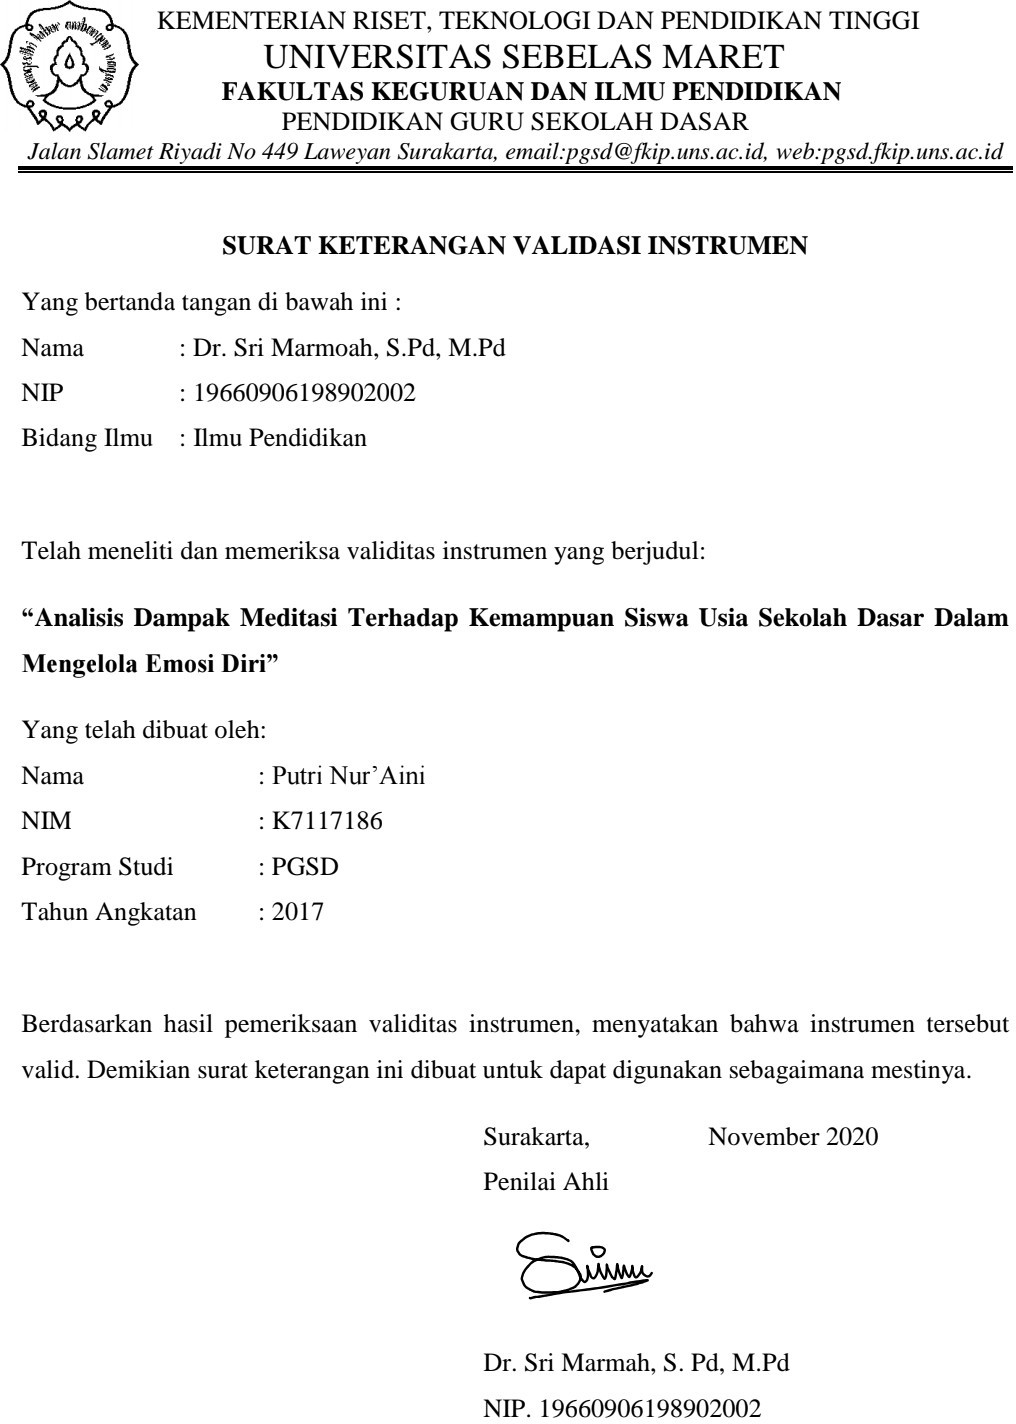 KEMENTERIAN RISET, TEKNOLOGI DAN PENDIDIKAN TINGGI
UNIVERSITAS SEBELAS MARET
FAKULTAS KEGURUAN DAN ILMU PENDIDIKAN
PENDIDIKAN GURU SEKOLAH DASAR
Jalan Slamet Riyadi No 449 Laweyan Surakarta, email:pgsd@fkip.uns.ac.id, web:pgsd.fkip.uns.ac.id
SURAT KETERANGAN VALIDASI INSTRUMEN
Yang bertanda tangan di bawah ini :
Nama : Dr. Sri Marmoah, S.Pd, M.Pd
NIP : 19660906198902002
Bidang Ilmu : Ilmu Pendidikan
Telah meneliti dan memeriksa validitas instrumen yang berjudul:
“Analisis Dampak Meditasi Terhadap Kemampuan Siswa Usia Sekolah Dasar Dalam
Mengelola Emosi Diri”
Yang telah dibuat oleh:
Nama : Putri Nur’Aini
NIM : K7117186
Program Studi : PGSD
Tahun Angkatan : 2017
Berdasarkan hasil pemeriksaan validitas instrumen, menyatakan bahwa instrumen tersebut
valid. Demikian surat keterangan ini dibuat untuk dapat digunakan sebagaimana mestinya.
Surakarta, November 2020
Penilai Ahli
Dr. Sri Marmah, S. Pd, M.Pd
NIP. 19660906198902002